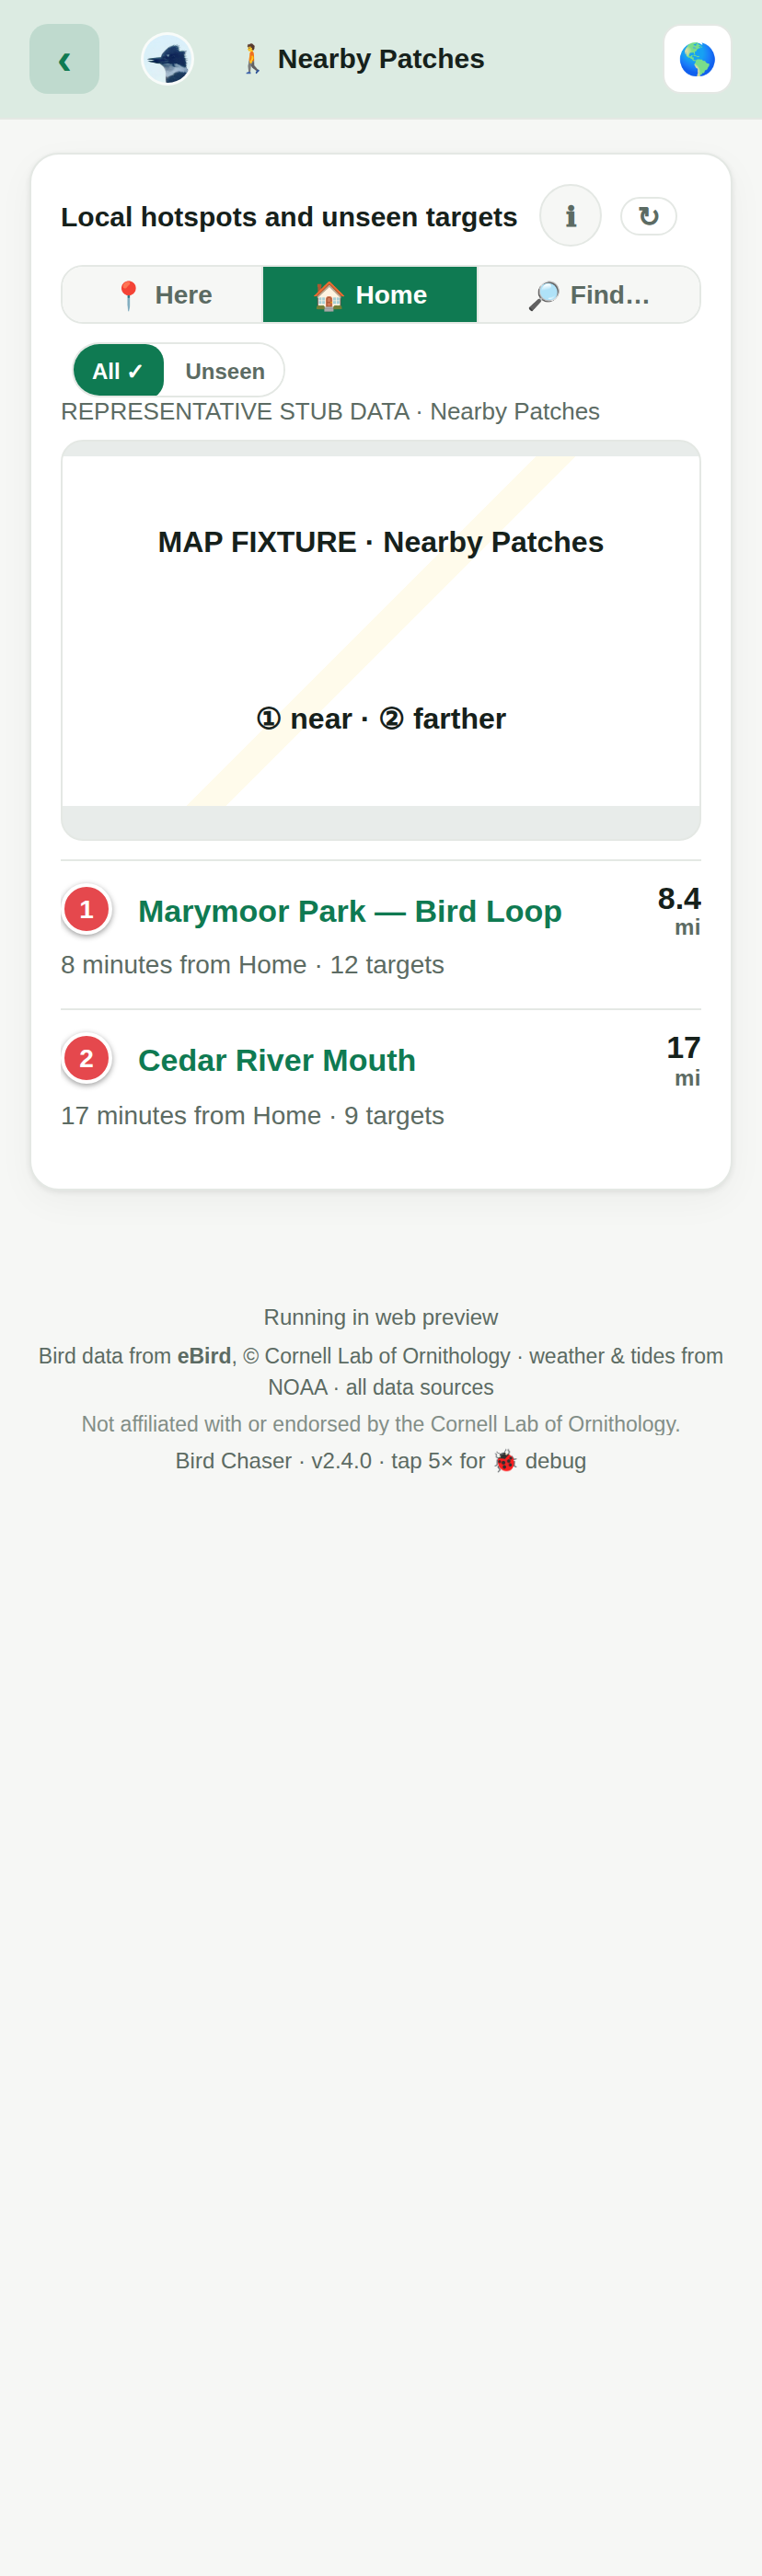 ‹ 🚶 Nearby Patches 🌎
Local hotspots and unseen targets ℹ ↻
📍 Here 🏠 Home 🔎 Find…
All ✓ Unseen
REPRESENTATIVE STUB DATA · Nearby Patches
MAP FIXTURE · Nearby Patches
① near · ② farther
1 Marymoor Park — Bird Loop 8.4
mi
8 minutes from Home · 12 targets
2 Cedar River Mouth 17
mi
17 minutes from Home · 9 targets
Running in web preview
Bird data from eBird, © Cornell Lab of Ornithology · weather & tides from
NOAA · all data sources
Not affiliated with or endorsed by the Cornell Lab of Ornithology.
Bird Chaser · v2.4.0 · tap 5× for 🐞 debug